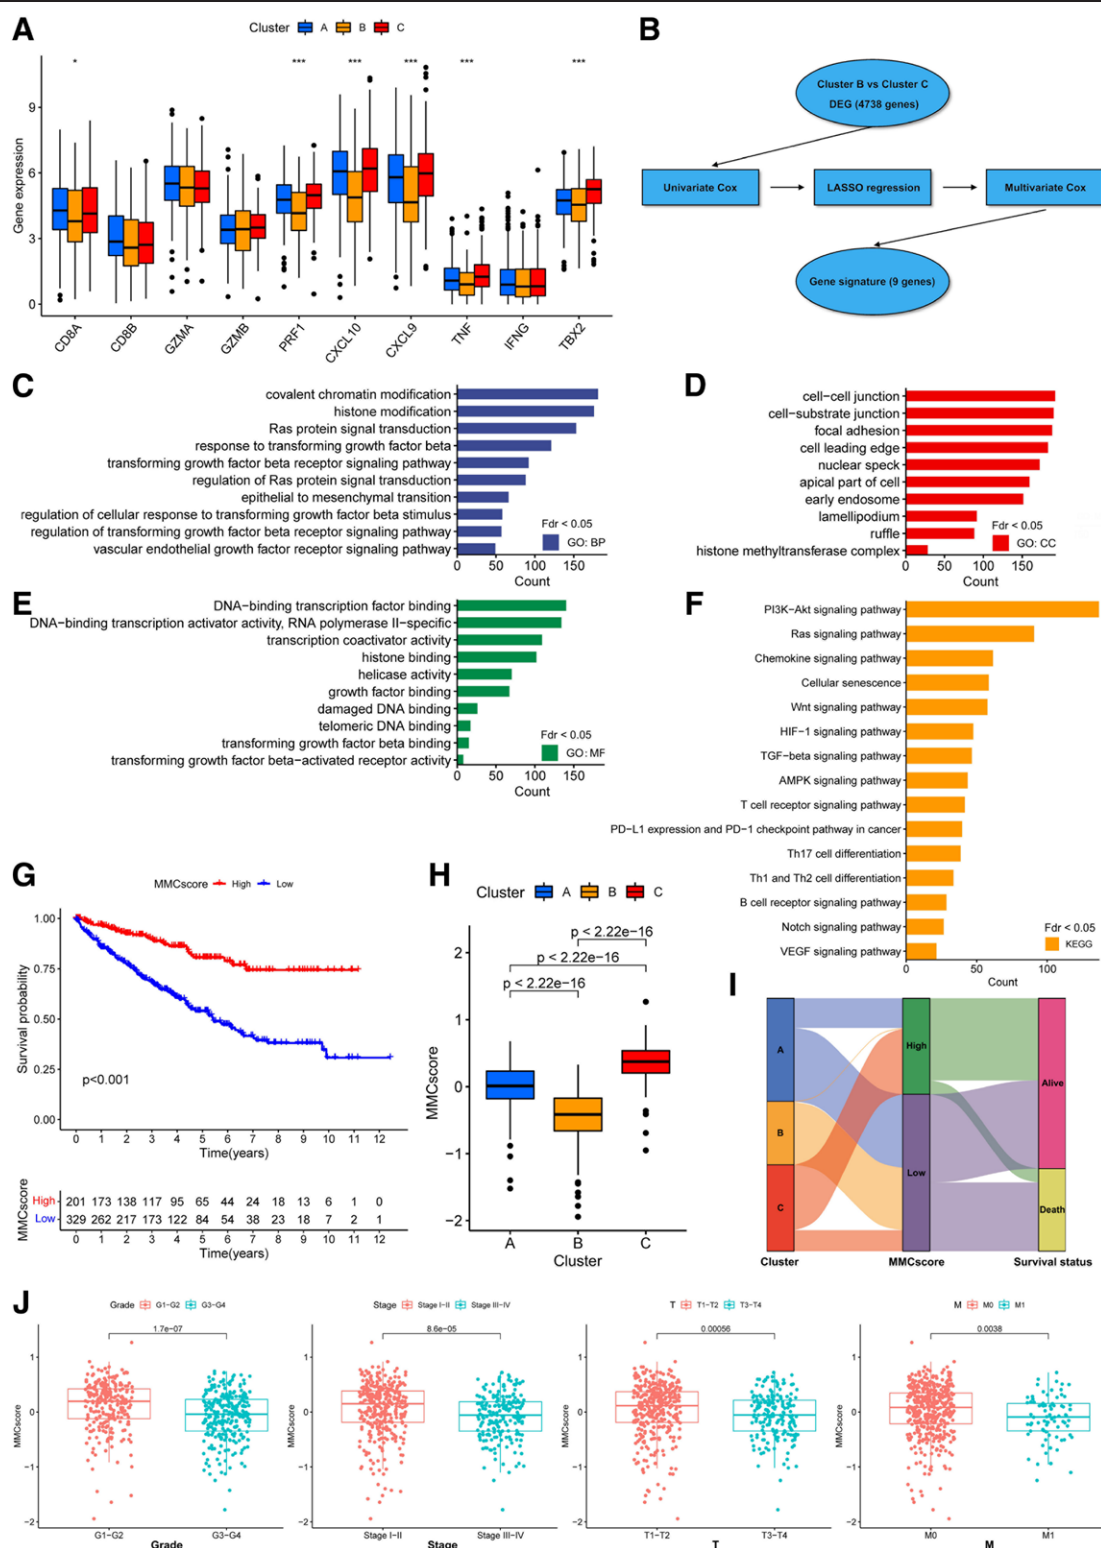 A
Cluster A B C
* *** *** *** *** ***
Gene expression
9
6
3
0
CD8A CD8B GZMA GZMB PRF1 CXCL10 CXCL9 TNF IFNG TBX2
B
Cluster B vs Cluster C
DEG (4738 genes)
Univariate Cox
LASSO regression
Multivariate Cox
Gene signature (9 genes)
C
covalent chromatin modification
histone modification
Ras protein signal transduction
response to transforming growth factor beta
transforming growth factor beta receptor signaling pathway
regulation of Ras protein signal transduction
epithelial to mesenchymal transition
regulation of cellular response to transforming growth factor beta stimulus
regulation of transforming growth factor beta receptor signaling pathway
vascular endothelial growth factor receptor signaling pathway
Fdr < 0.05
GO: BP
0 50 100 150
Count
D
cell−cell junction
cell−substrate junction
focal adhesion
cell leading edge
nuclear speck
apical part of cell
early endosome
lamellipodium
ruffle
histone methyltransferase complex
Fdr < 0.05
GO: CC
0 50 100 150
Count
E
DNA−binding transcription factor binding
DNA−binding transcription activator activity, RNA polymerase II−specific
transcription coactivator activity
histone binding
helicase activity
growth factor binding
damaged DNA binding
telomeric DNA binding
transforming growth factor beta binding
transforming growth factor beta−activated receptor activity
Fdr < 0.05
GO: MF
0 50 100 150
Count
F
PI3K−Akt signaling pathway
Ras signaling pathway
Chemokine signaling pathway
Cellular senescence
Wnt signaling pathway
HIF−1 signaling pathway
TGF−beta signaling pathway
AMPK signaling pathway
T cell receptor signaling pathway
PD−L1 expression and PD−1 checkpoint pathway in cancer
Th17 cell differentiation
Th1 and Th2 cell differentiation
B cell receptor signaling pathway
Notch signaling pathway
VEGF signaling pathway
Fdr < 0.05
KEGG
0 50 100
Count
G
MMCscore High Low
Survival probability
1.00
0.75
0.50
0.25
0.00
p<0.001
0 1 2 3 4 5 6 7 8 9 10 11 12
Time(years)
MMCscore
High 201 173 138 117 95 65 44 24 18 13 6 1 0
Low 329 262 217 173 122 84 54 38 23 18 7 2 1
0 1 2 3 4 5 6 7 8 9 10 11 12
Time(years)
H
Cluster A B C
p < 2.22e−16
p < 2.22e−16
p < 2.22e−16
MMCscore
2
1
0
−1
−2
A B C
Cluster
I
A
B
C
High
Low
Alive
Death
Cluster MMCscore Survival status
J
Grade G1−G2 G3−G4
1.7e−07
MMCscore
1
0
−1
−2
G1−G2 G3−G4
Grade
Stage Stage I−II Stage III−IV
8.6e−05
MMCscore
1
0
−1
−2
Stage I−II Stage III−IV
Stage
T T1−T2 T3−T4
0.00056
MMCscore
1
0
−1
−2
T1−T2 T3−T4
T
M M0 M1
0.0038
MMCscore
1
0
−1
−2
M0 M1
M